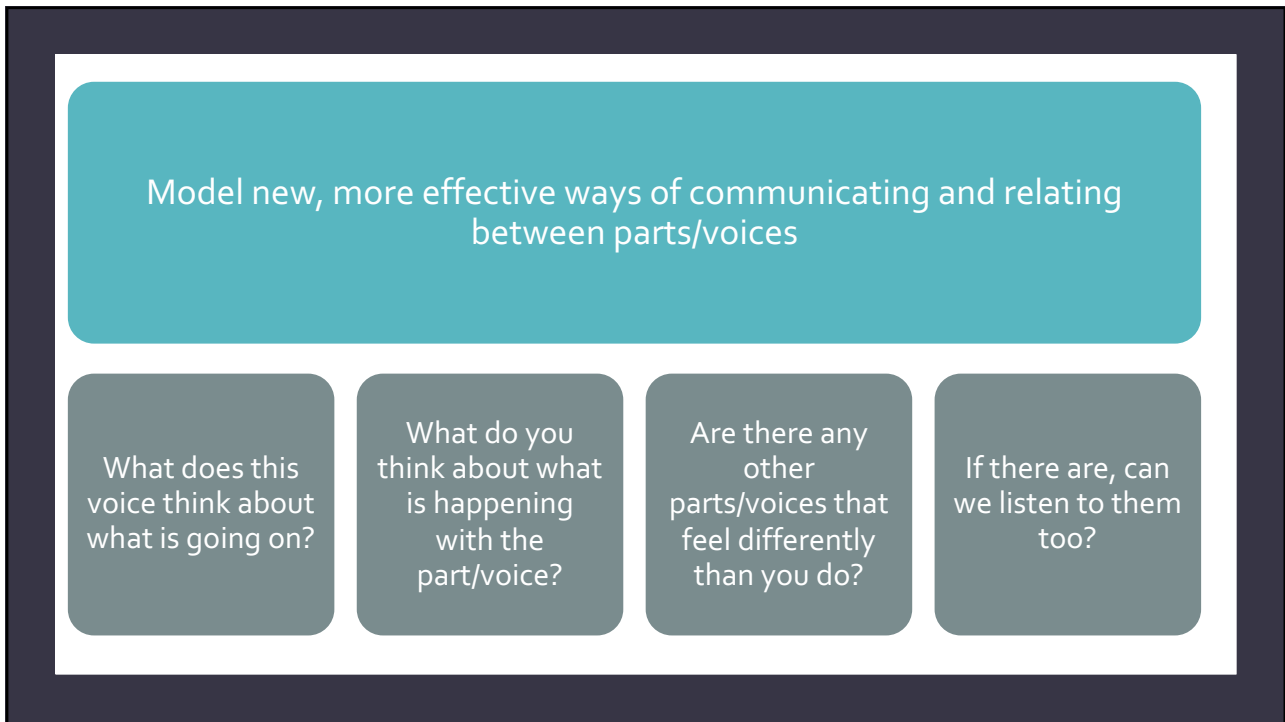 Model new, more effective ways of communicating and relating
between parts/voices
What does this
voice think about
what is going on?
What do you
think about what
is happening
with the
part/voice?
Are there any
other
parts/voices that
feel differently
than you do?
If there are, can
we listen to them
too?